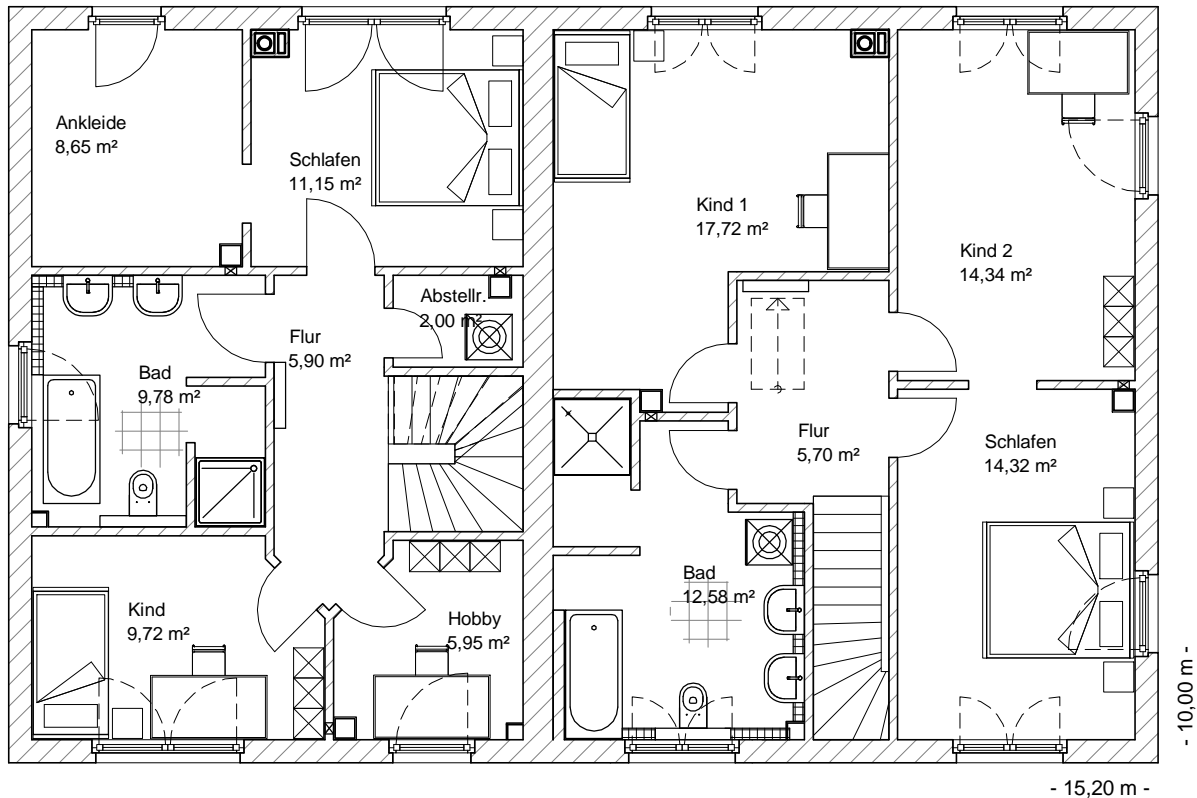 Ankleide
8,65 m²
Schlafen
11,15 m²
Kind 1
17,72 m²
Kind 2
14,34 m²
Abstellr.
2,00 m²
Flur
5,90 m²
Bad
9,78 m²
Flur
5,70 m²
Schlafen
14,32 m²
Kind
9,72 m²
Hobby
5,95 m²
Bad
12,58 m²
- 10,00 m -
- 15,20 m -